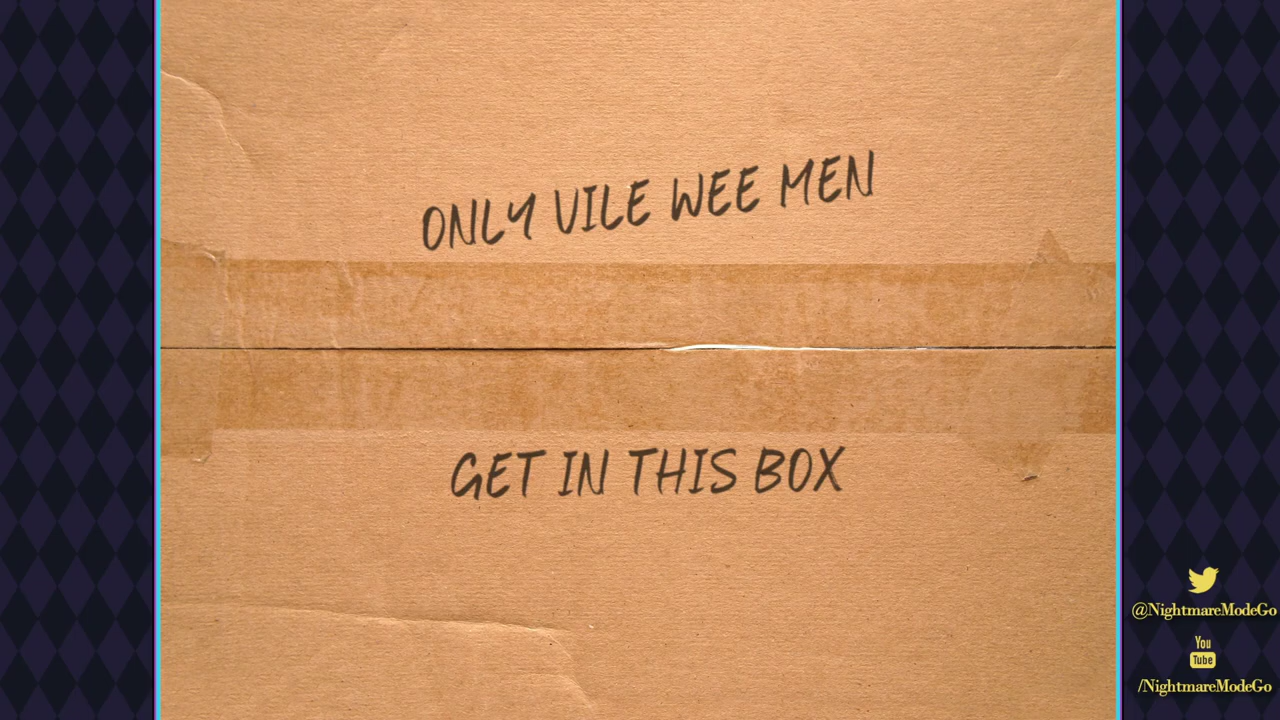 ONLY VILE WEE MEN
GET IN THIS BOX
@NightmareModeGo
You
Tube
/NightmareModeGo